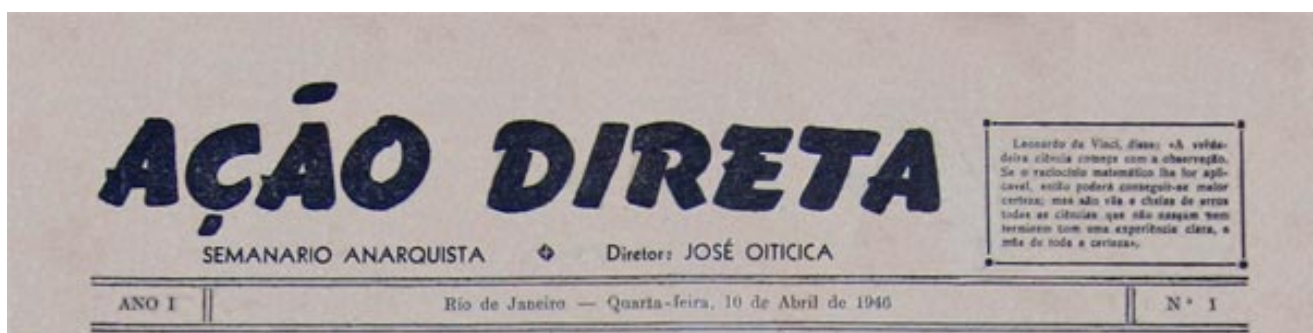 AÇÃO DIRETA
SEMANARIO ANARQUISTA Diretor: JOSÉ OITICICA
Leonardo da Vinci, disse: «A verda-
deira ciência começa com a observação.
Se o raciocínio matemático lhe for apli-
cavel, então poderá conseguir-se maior
certeza; mas são vãs e cheias de erros
todas as ciências que não nasçam nem
terminem com uma experiência clara, a
mãe de toda a certeza».
ANO I
Rio de Janeiro — Quarta-feira, 10 de Abril de 1946
N° 1